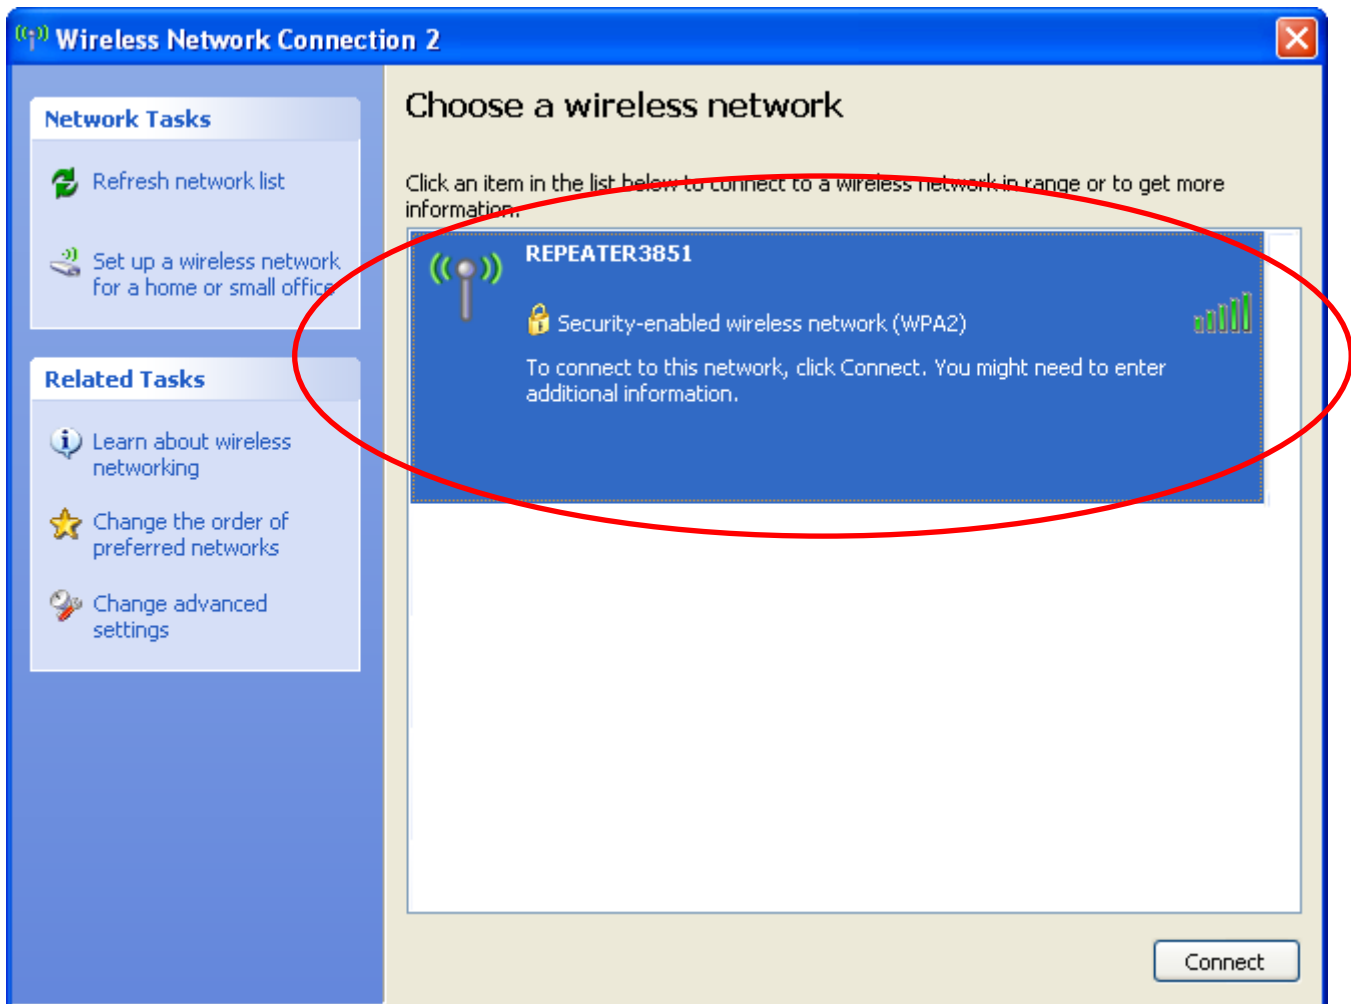 Wireless Network Connection 2
Network Tasks
Refresh network list
Set up a wireless network
for a home or small office
Related Tasks
Learn about wireless
networking
Change the order of
preferred networks
Change advanced
settings
Choose a wireless network
Click an item in the list below to connect to a wireless network in range or to get more
information.
REPEATER3851
Security-enabled wireless network (WPA2)
To connect to this network, click Connect. You might need to enter
additional information.
Connect